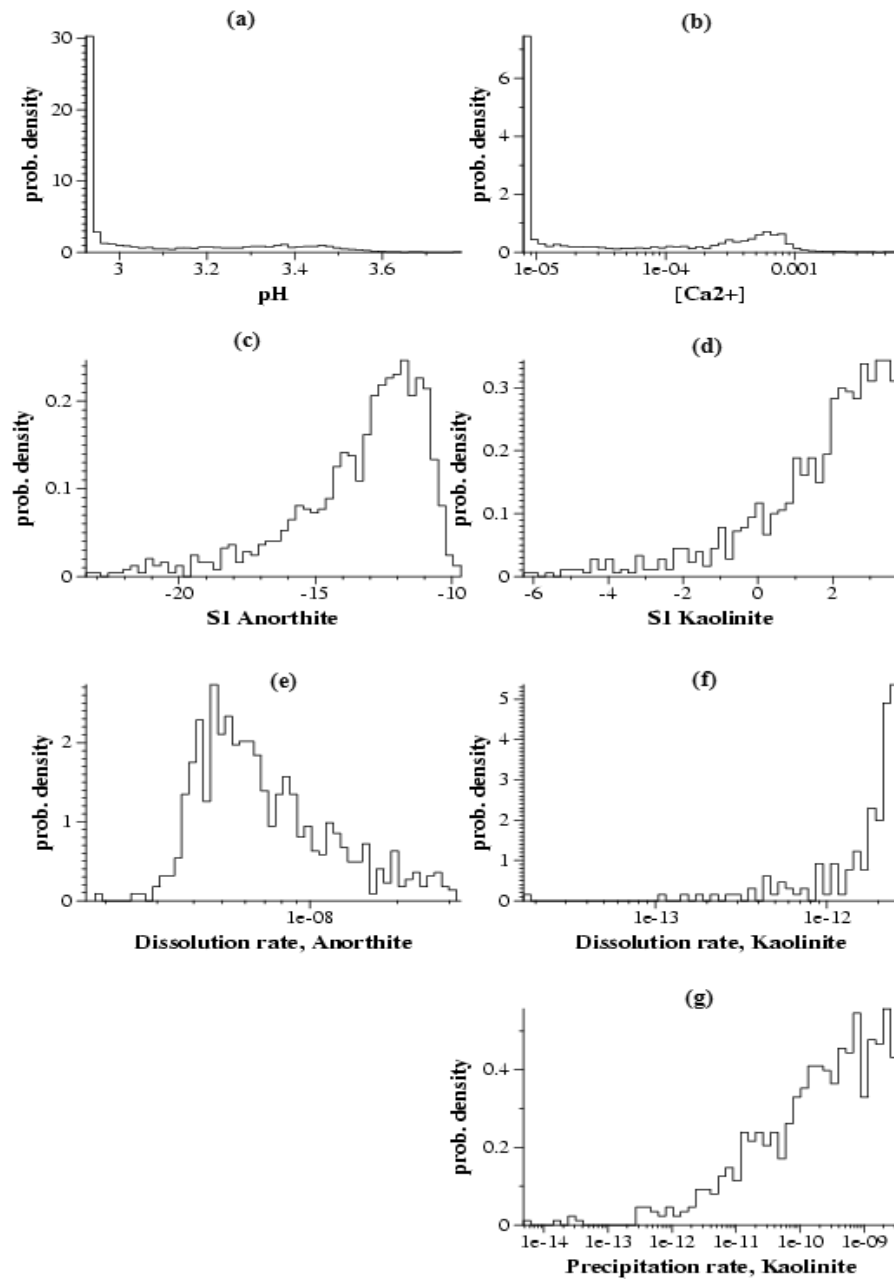 (a)
30
20
10
0
prob. density
3
3.2
3.4
3.6
pH
(b)
6
4
2
0
prob. density
1e-05
1e-04
0.001
[Ca2+]
(c)
0.2
0.1
0
prob. density
-20
-15
-10
SI Anorthite
(d)
0.3
0.2
0.1
0
prob. density
-6
-4
-2
0
2
SI Kaolinite
(e)
2
1
0
prob. density
1e-08
Dissolution rate, Anorthite
(f)
5
4
3
2
1
0
prob. density
1e-13
1e-12
Dissolution rate, Kaolinite
(g)
0.4
0.2
0
prob. density
1e-14
1e-13
1e-12
1e-11
1e-10
1e-09
Precipitation rate, Kaolinite